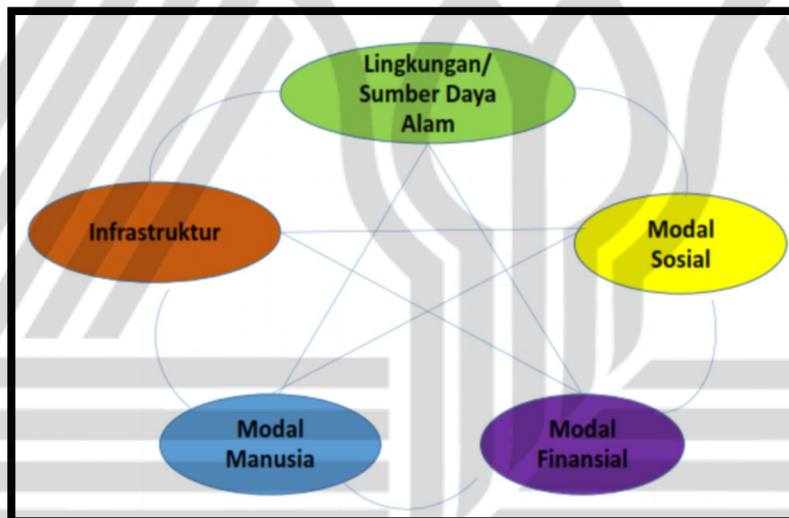 Lingkungan/
Sumber Daya
Alam
Infrastruktur
Modal
Sosial
Modal
Manusia
Modal
Finansial